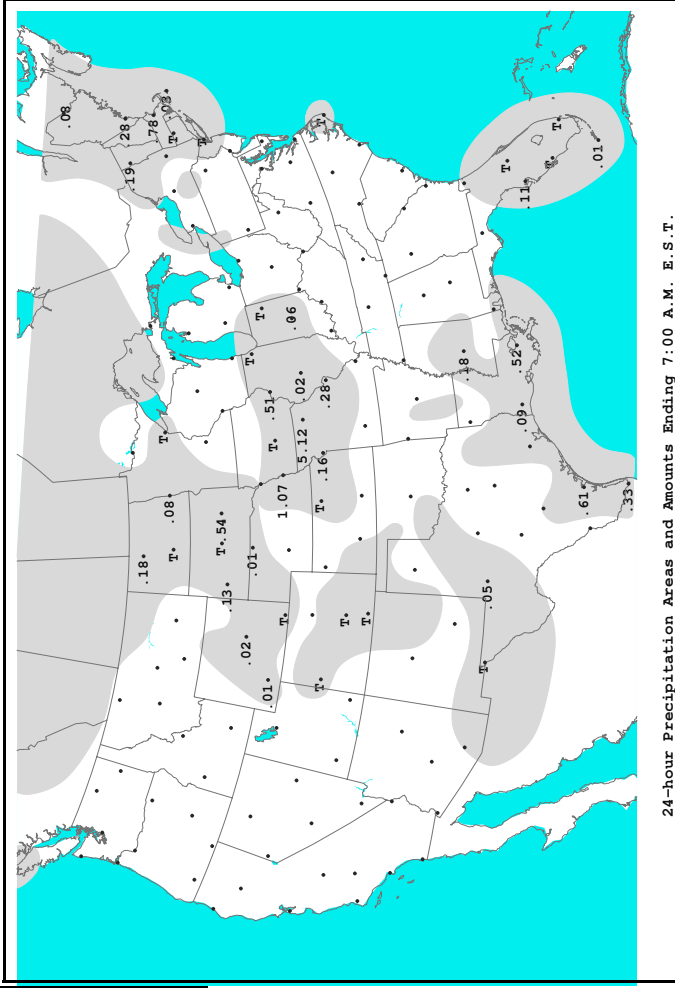 .08
.28
.19
.18
.78
T
.03
.08
T
T
T
T .54
.13
.02
T
.01
T
.01
.51
T
1.07
T
.06
.02
5.12
T
T
T
.16
.28
T
T
.18
T
.05
T
.52
.09
.11
T
T
.61
.01
.33
24-hour Precipitation Areas and Amounts Ending 7:00 A.M. E.S.T.